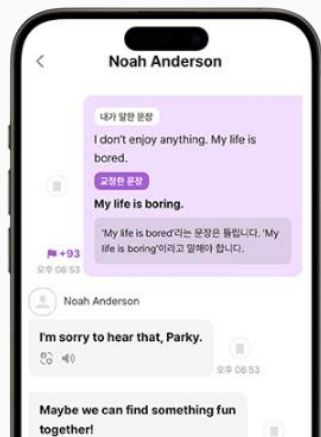 Noah Anderson
내가 말한 문장
I don't enjoy anything. My life is
bored.
교정한 문장
My life is boring.
'My life is bored'라는 문장은 틀립니다. 'My
life is boring'이라고 말해야 합니다.
+93
오후 06:53
Noah Anderson
I'm sorry to hear that, Parky.
오후 06:53
Maybe we can find something fun
together!